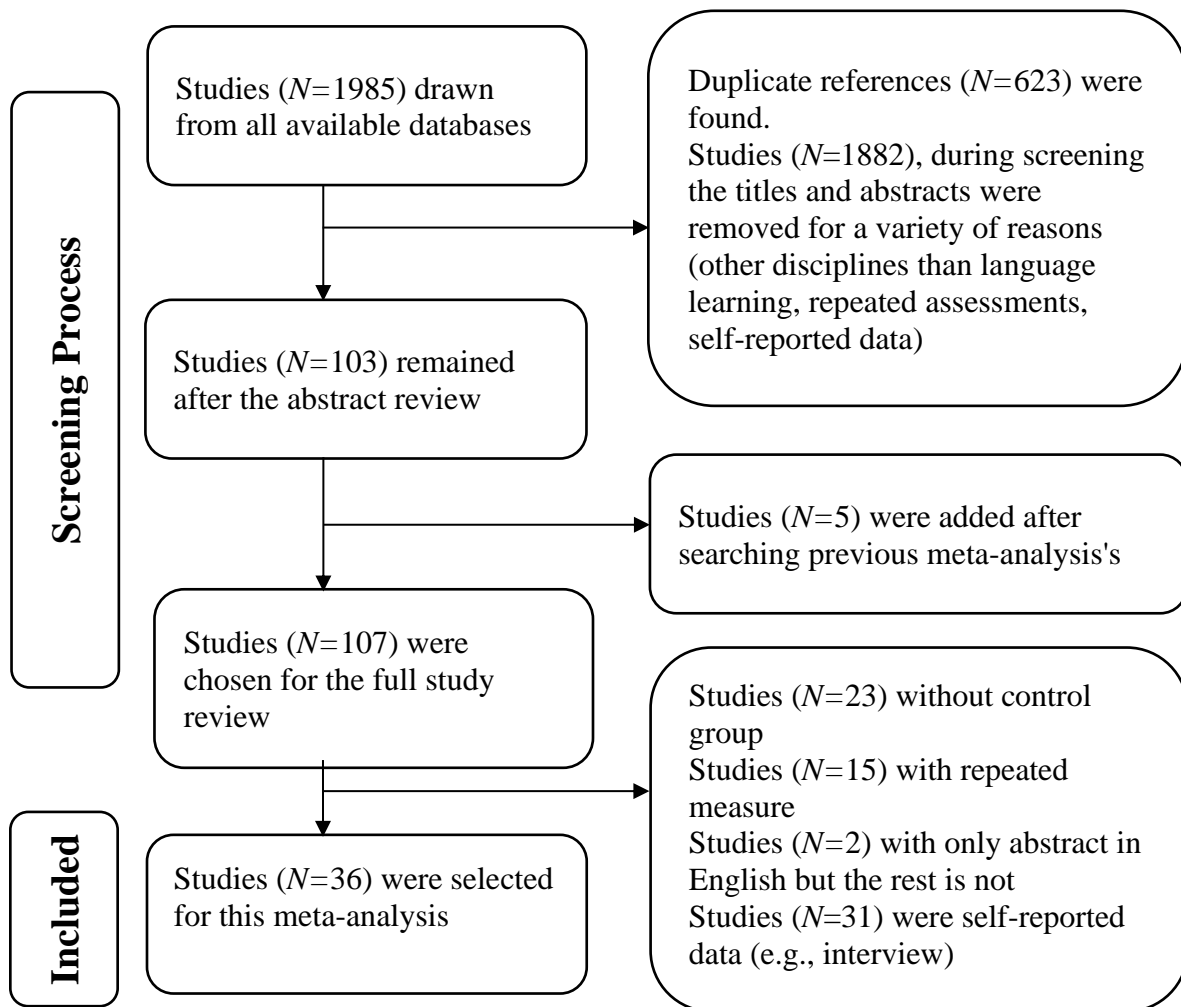 Screening Process
Studies (N=1985) drawn
from all available databases
Duplicate references (N=623) were
found.
Studies (N=1882), during screening
the titles and abstracts were
removed for a variety of reasons
(other disciplines than language
learning, repeated assessments,
self-reported data)
Studies (N=103) remained
after the abstract review
Studies (N=5) were added after
searching previous meta-analysis's
Studies (N=107) were
chosen for the full study
review
Studies (N=23) without control
group
Studies (N=15) with repeated
measure
Studies (N=2) with only abstract in
English but the rest is not
Studies (N=31) were self-reported
data (e.g., interview)
Included
Studies (N=36) were selected
for this meta-analysis